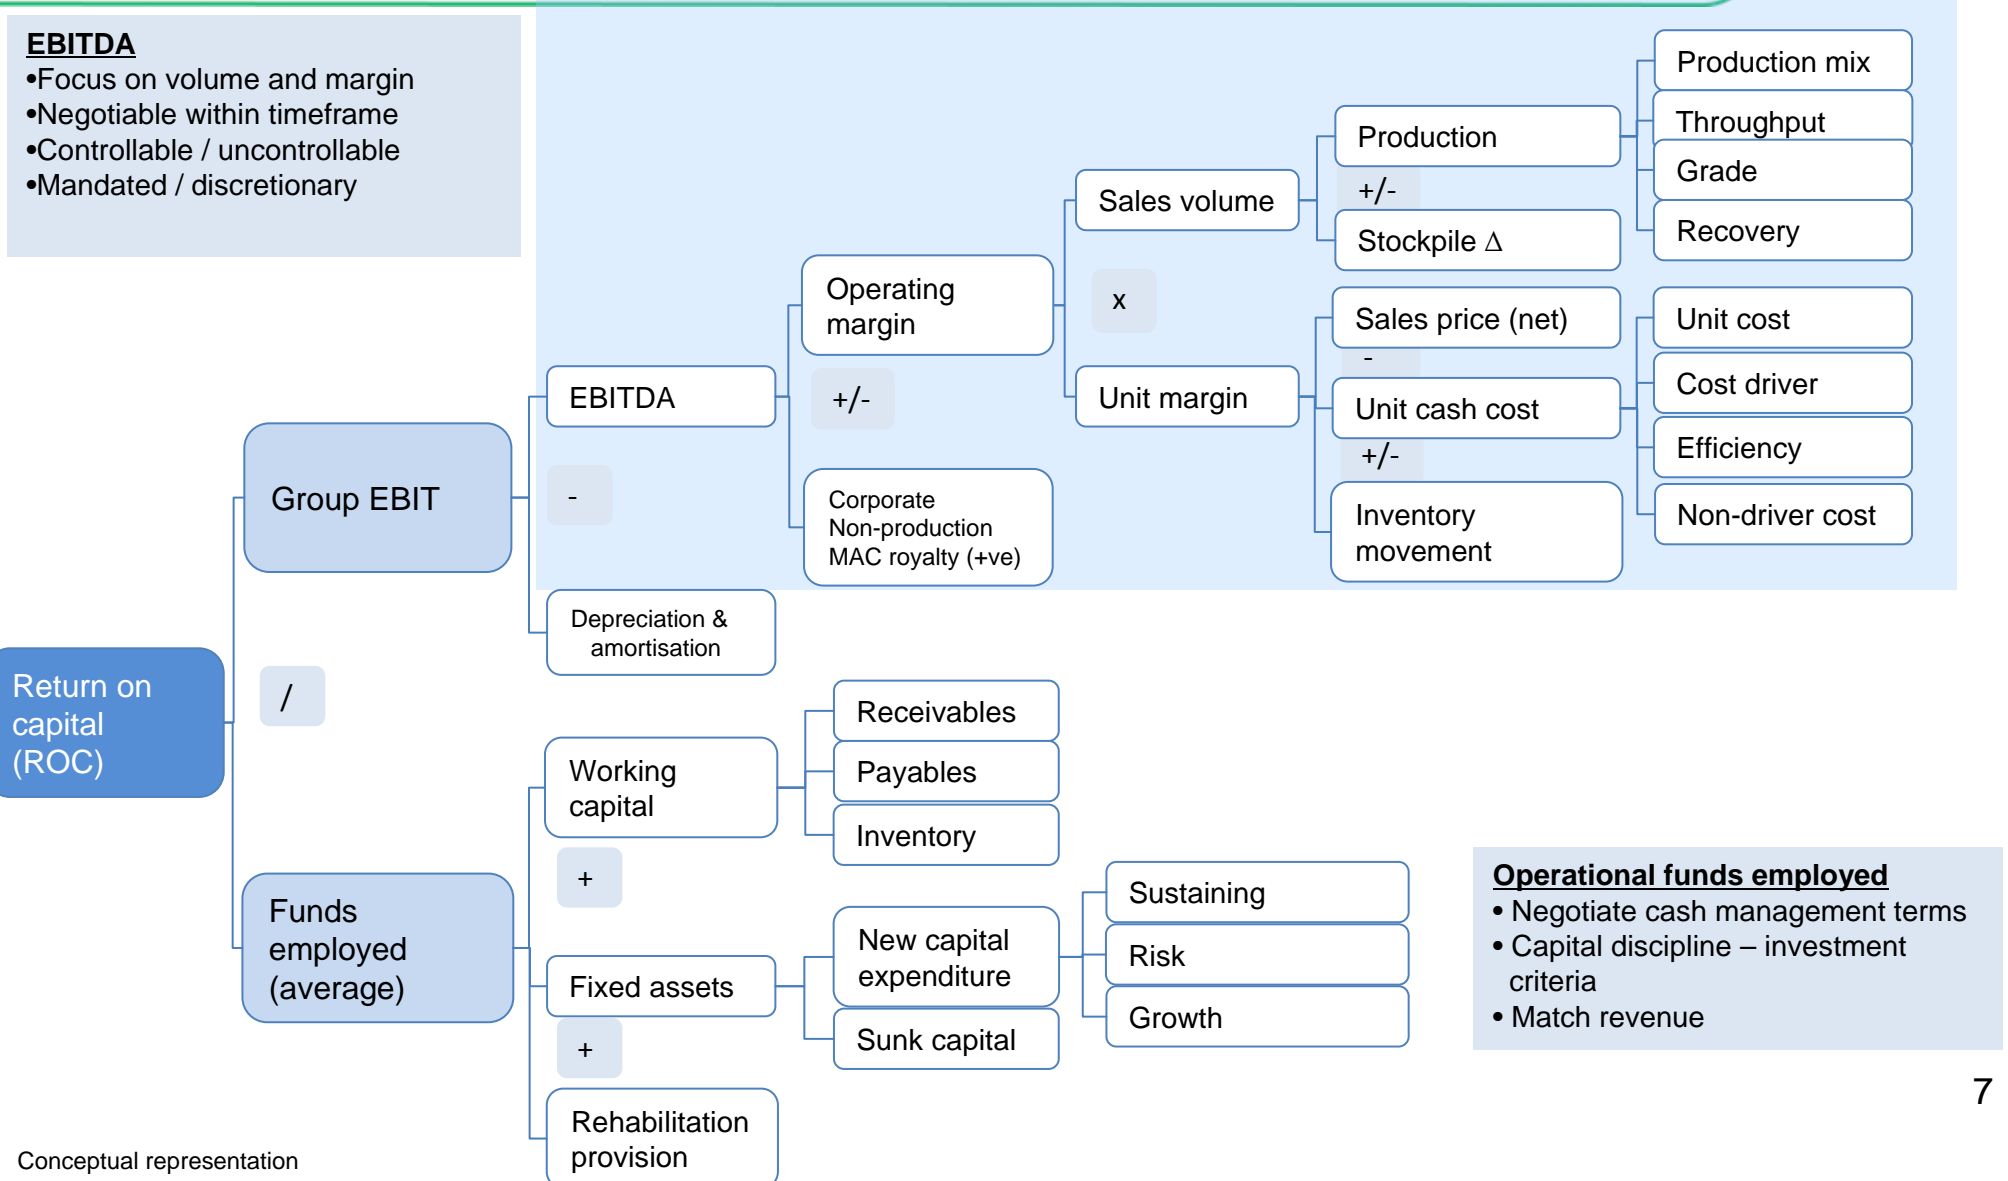 EBITDA
•Focus on volume and margin
•Negotiable within timeframe
•Controllable / uncontrollable
•Mandated / discretionary
Return on
capital
(ROC)
/
Group EBIT
Funds
employed
(average)
EBITDA
-
Depreciation &
amortisation
Operating
margin
+/-
Corporate
Non-production
MAC royalty (+ve)
Sales volume
x
Unit margin
Production
+/-
Stockpile Δ
Production mix
Throughput
Grade
Recovery
Sales price (net)
-
Unit cash cost
+/-
Inventory
movement
Unit cost
Cost driver
Efficiency
Non-driver cost
Working
capital
+
Fixed assets
+
Rehabilitation
provision
Receivables
Payables
Inventory
New capital
expenditure
Sunk capital
Sustaining
Risk
Growth
Operational funds employed
• Negotiate cash management terms
• Capital discipline – investment
criteria
• Match revenue
7
Conceptual representation